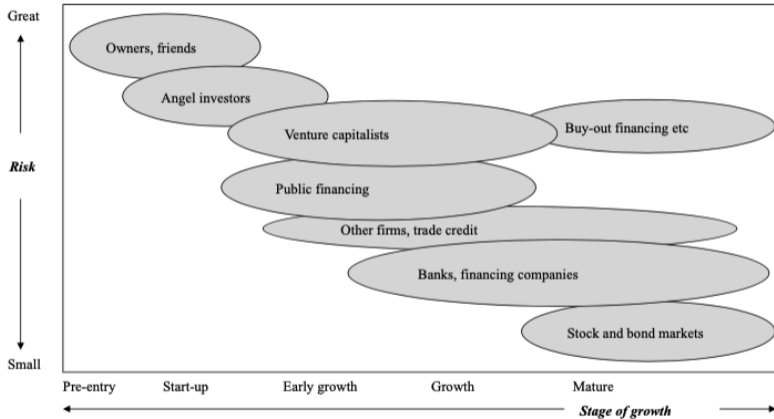 Great
Owners, friends
Angel investors
Venture capitalists
Buy-out financing etc
Risk
Public financing
Other firms, trade credit
Banks, financing companies
Stock and bond markets
Small
Pre-entry Start-up Early growth Growth Mature
Stage of growth